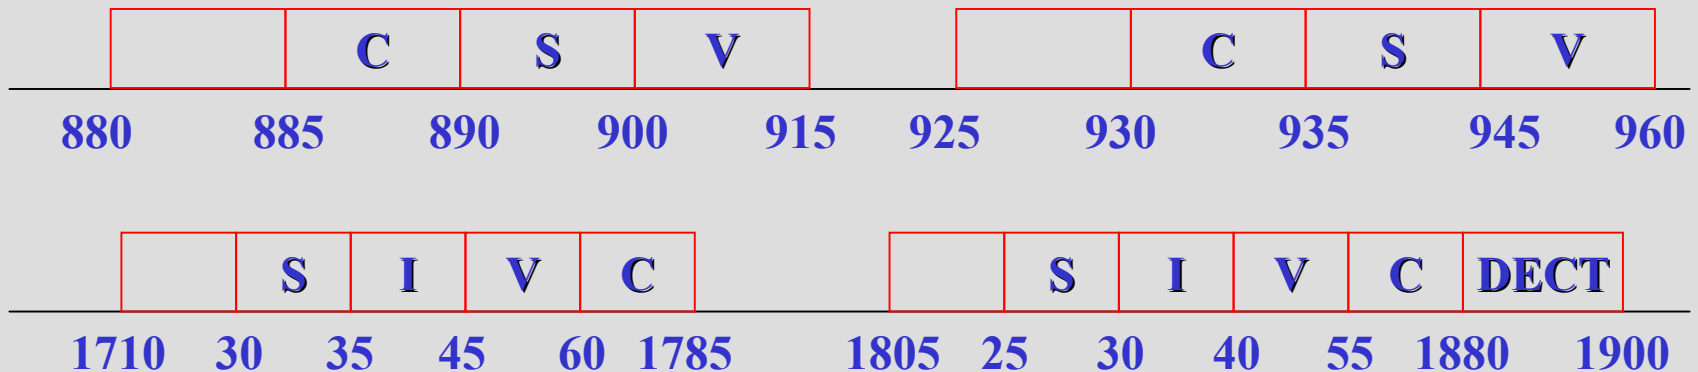 C S V C S V
880 885 890 900 915 925 930 935 945 960
S I V C S I V C DECT
1710 30 35 45 60 1785 1805 25 30 40 55 1880 1900